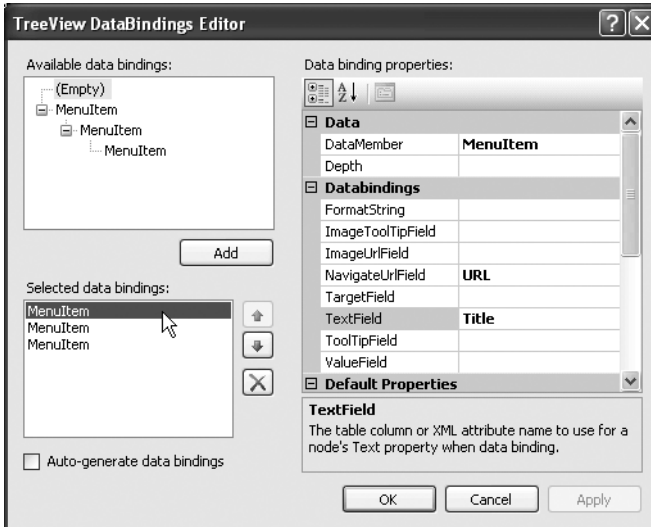 TreeView DataBindings Editor
Available data bindings:
(Empty)
MenuItem
MenuItem
MenuItem
Add
Selected data bindings:
MenuItem
MenuItem
MenuItem
Auto-generate data bindings
Data binding properties:
Data
DataMember MenuItem
Depth
Databindings
FormatString
ImageToolTipField
ImageUrlField
NavigateUrlField URL
TargetField
TextField Title
ToolTipField
ValueField
Default Properties
TextField
The table column or XML attribute name to use for a
node's Text property when data binding.
OK Cancel Apply